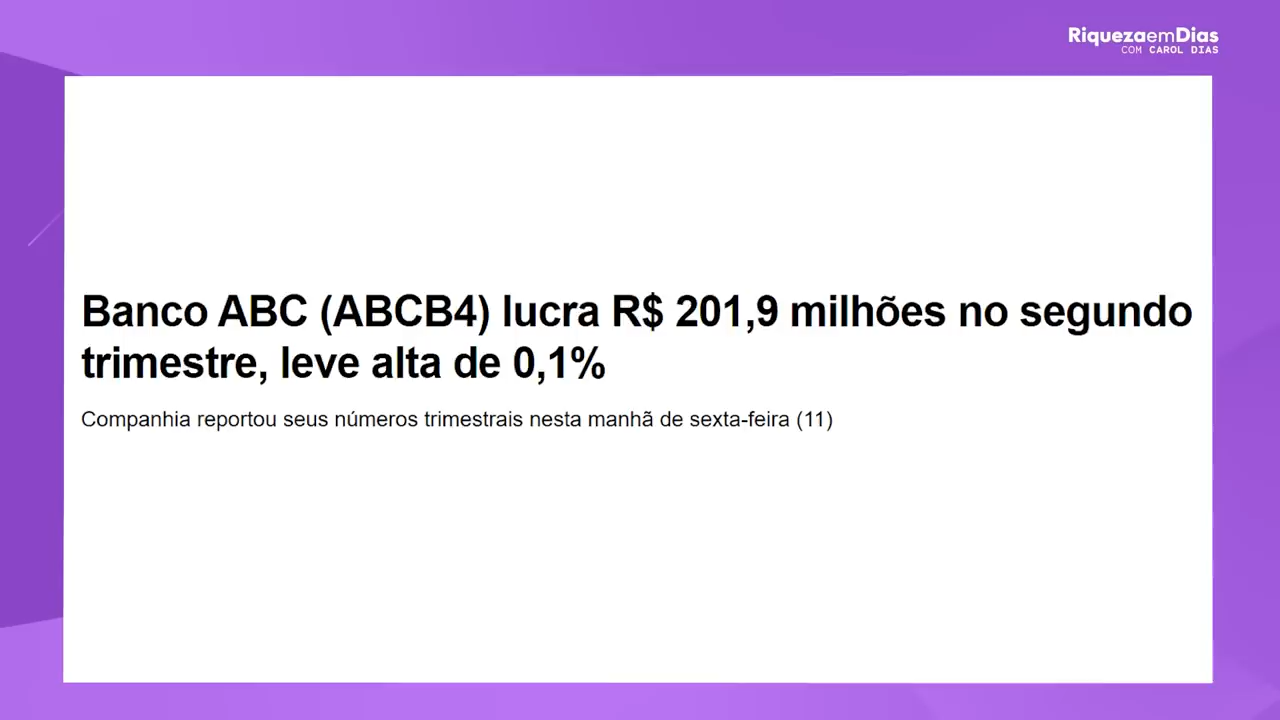 RiquezaemDias
COM CAROL DIAS
Banco ABC (ABCB4) lucra R$ 201,9 milhões no segundo
trimestre, leve alta de 0,1%
Companhia reportou seus números trimestrais nesta manhã de sexta-feira (11)